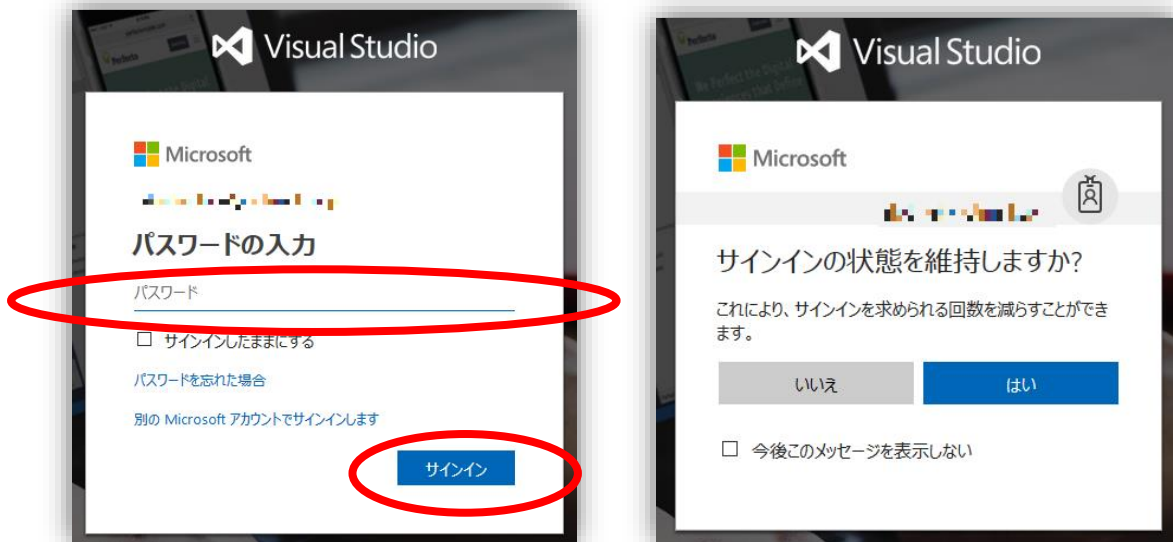 Visual Studio
Microsoft
パスワードの入力
パスワード
サインインしたままにする
パスワードを忘れた場合
別の Microsoft アカウントでサインインします
サインイン
Visual Studio
Microsoft
サインインの状態を維持しますか?
これにより、サインインを求められる回数を減らすことができ
ます。
いいえ
はい
今後このメッセージを表示しない